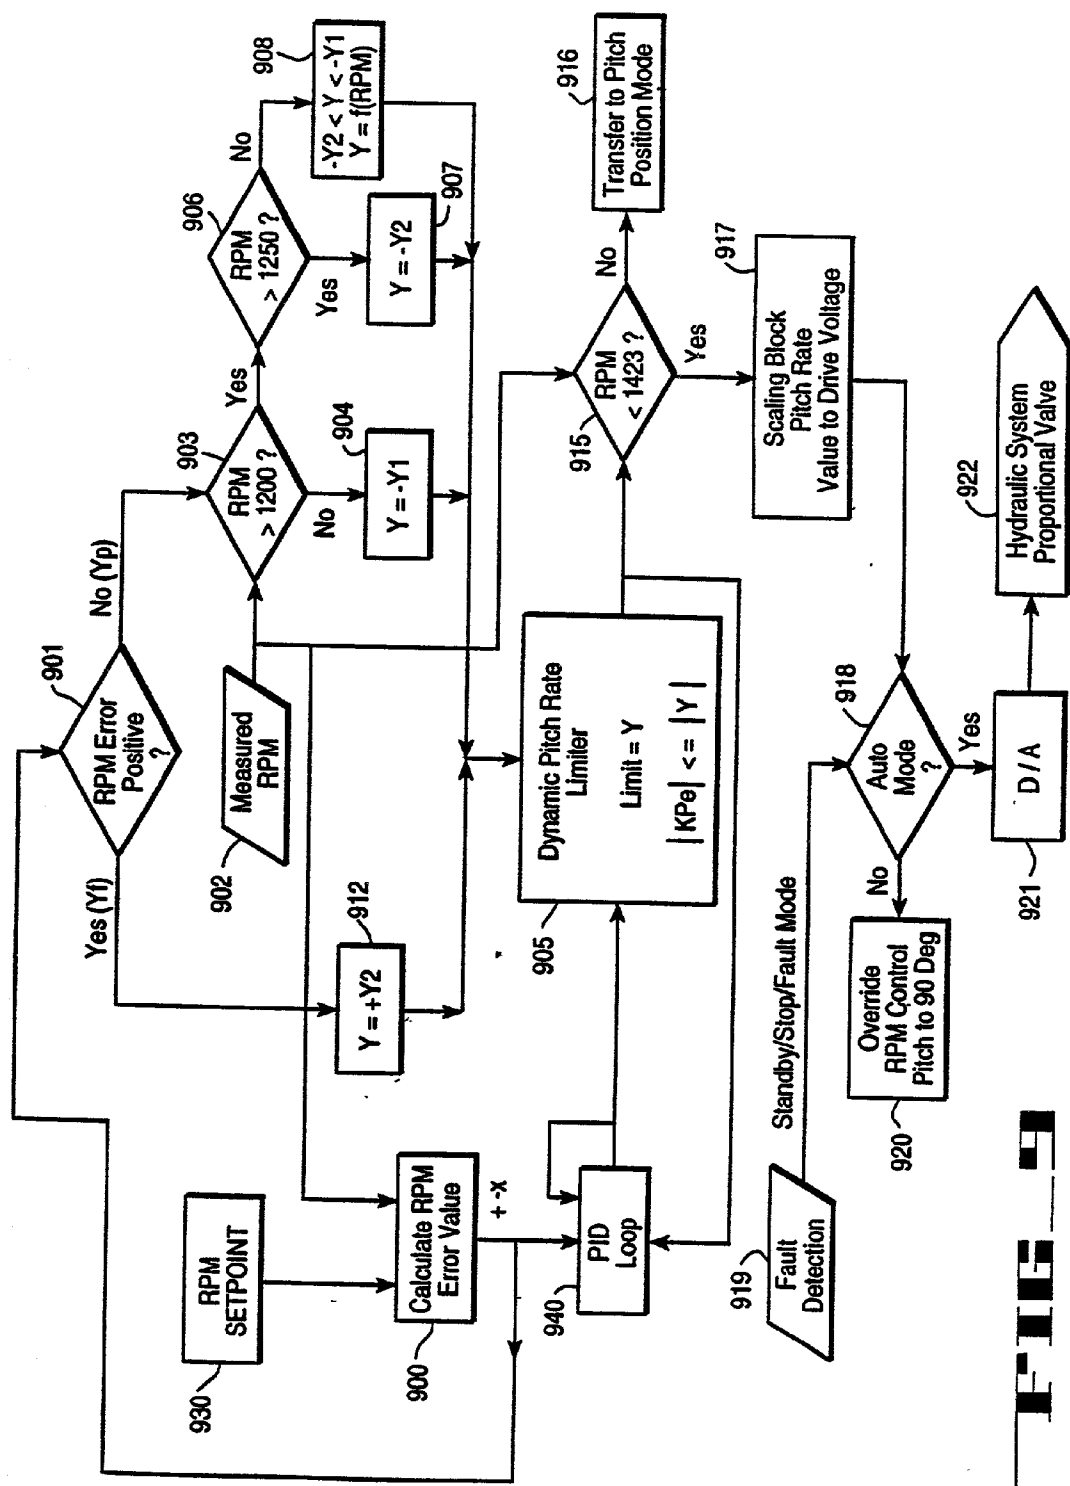 RPM
SETPOINT
930
Calculate RPM
Error Value
900
+ -X
PID
Loop
940
RPM Error
Positive
?
901
Yes (Yf)
No (Yp)
Measured
RPM
902
Y = +Y2
912
RPM
> 1200 ?
903
Yes
No
Y = -Y1
904
RPM
> 1250 ?
906
Yes
No
Y = -Y2
907
-Y2 < Y < -Y1
Y = f(RPM)
908
Dynamic Pitch Rate
Limiter
Limit = Y
|KPe| <= |Y|
905
RPM
< 1423 ?
915
No
Yes
Transfer to Pitch
Position Mode
916
Scaling Block
Pitch Rate
Value to Drive Voltage
917
Fault
Detection
919
Standby/Stop/Fault Mode
Auto
Mode
?
918
No
Yes
Override
RPM Control
Pitch to 90 Deg
920
D / A
921
Hydraulic System
Proportional Valve
922
FIG. 9